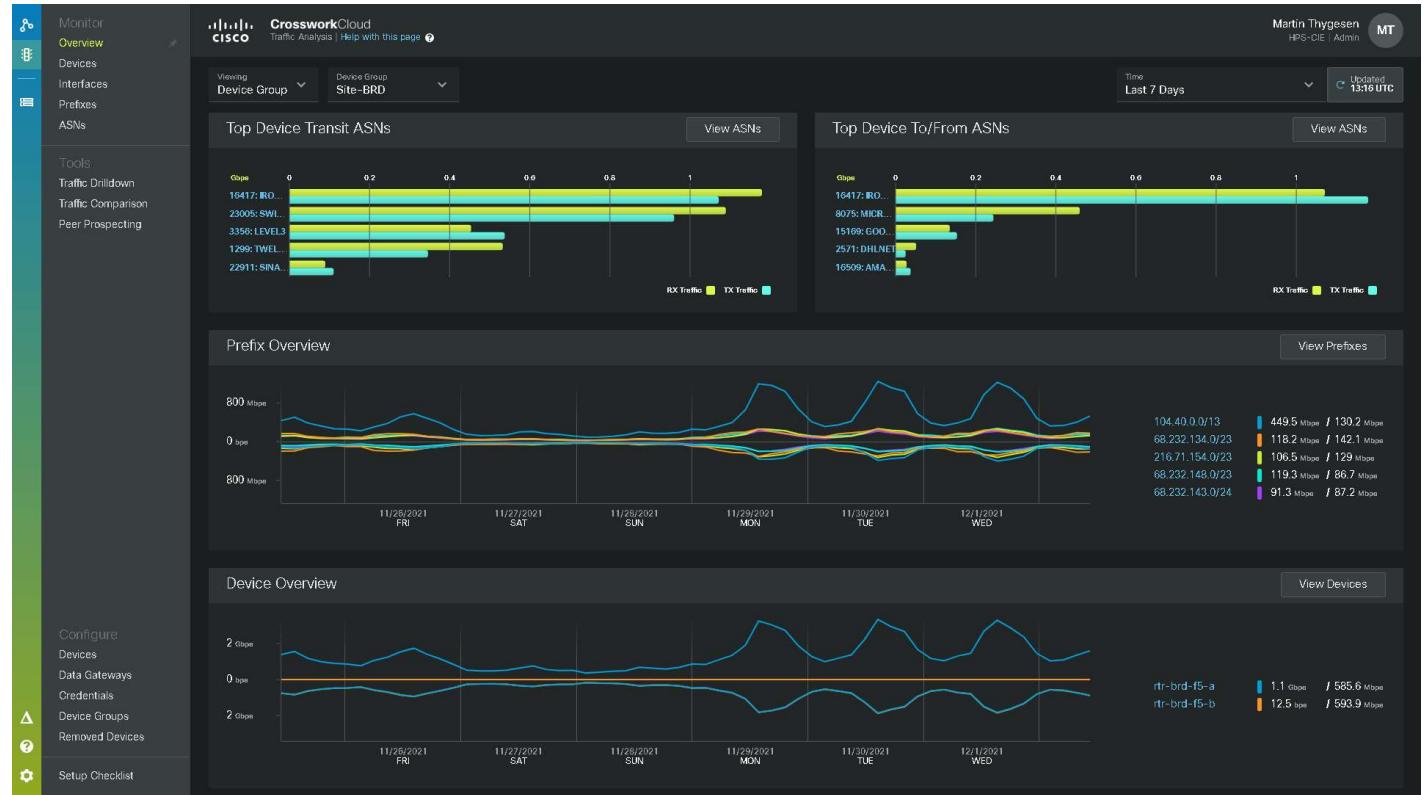 Monitor
Overview
Devices
Interfaces
Prefixes
ASNs
Tools
Traffic Drilldown
Traffic Comparison
Peer Prospecting
Configure
Devices
Data Gateways
Credentials
Device Groups
Removed Devices
Setup Checklist
CISCO
CrossworkCloud
Traffic Analysis | Help with this page ?
Martin Thygesen
HPS-CIE | Admin
MT
Viewing
Device Group
Device Group
Site-BRD
Time
Last 7 Days
Updated
13:16 UTC
Top Device Transit ASNs
View ASNs
Gbps 0 0.2 0.4 0.6 0.8 1
16417: IRO...
23005: SWI...
3356: LEVEL3
1299: TWEL...
22911: SINA...
RX Traffic TX Traffic
Top Device To/From ASNs
View ASNs
Gbps 0 0.2 0.4 0.6 0.8 1
16417: IRO...
8075: MICR...
15169: GOO...
2571: DHLNET
16509: AMA...
RX Traffic TX Traffic
Prefix Overview
View Prefixes
800 Mbps
0 bps
800 Mbps
11/26/2021 11/27/2021 11/28/2021 11/29/2021 11/30/2021 12/1/2021
FRI SAT SUN MON TUE WED
104.40.0.0/13 449.5 Mbps / 130.2 Mbps
68.232.134.0/23 118.2 Mbps / 142.1 Mbps
216.71.154.0/23 106.5 Mbps / 129 Mbps
68.232.148.0/23 119.3 Mbps / 86.7 Mbps
68.232.143.0/24 91.3 Mbps / 87.2 Mbps
Device Overview
View Devices
2 Gbps
0 bps
2 Gbps
11/26/2021 11/27/2021 11/28/2021 11/29/2021 11/30/2021 12/1/2021
FRI SAT SUN MON TUE WED
rtr-brd-f5-a 1.1 Gbps / 585.6 Mbps
rtr-brd-f5-b 12.5 bps / 593.9 Mbps